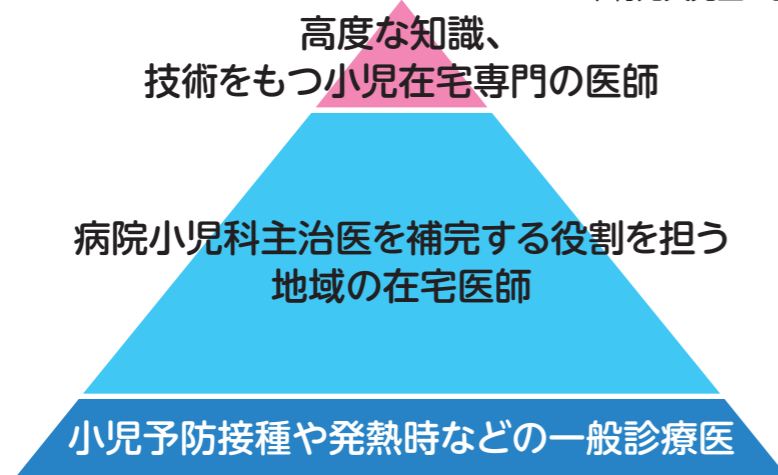 高度な知識、
技術をもつ小児在宅専門の医師
病院小児科主治医を補完する役割を担う
地域の在宅医師
小児予防接種や発熱時などの一般診療医